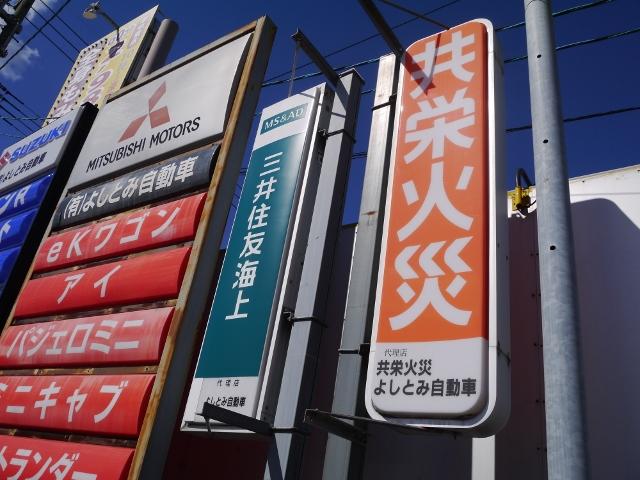 SUZUKI
MITSUBISHI MOTORS
(有)よしとみ自動車
eKワゴン
アイ
パジェロミニ
ミニキャブ
トランダー
MS&AD
三井住友海上
代理店
よしとみ自動車
共栄火災
代理店
共栄火災
よしとみ自動車